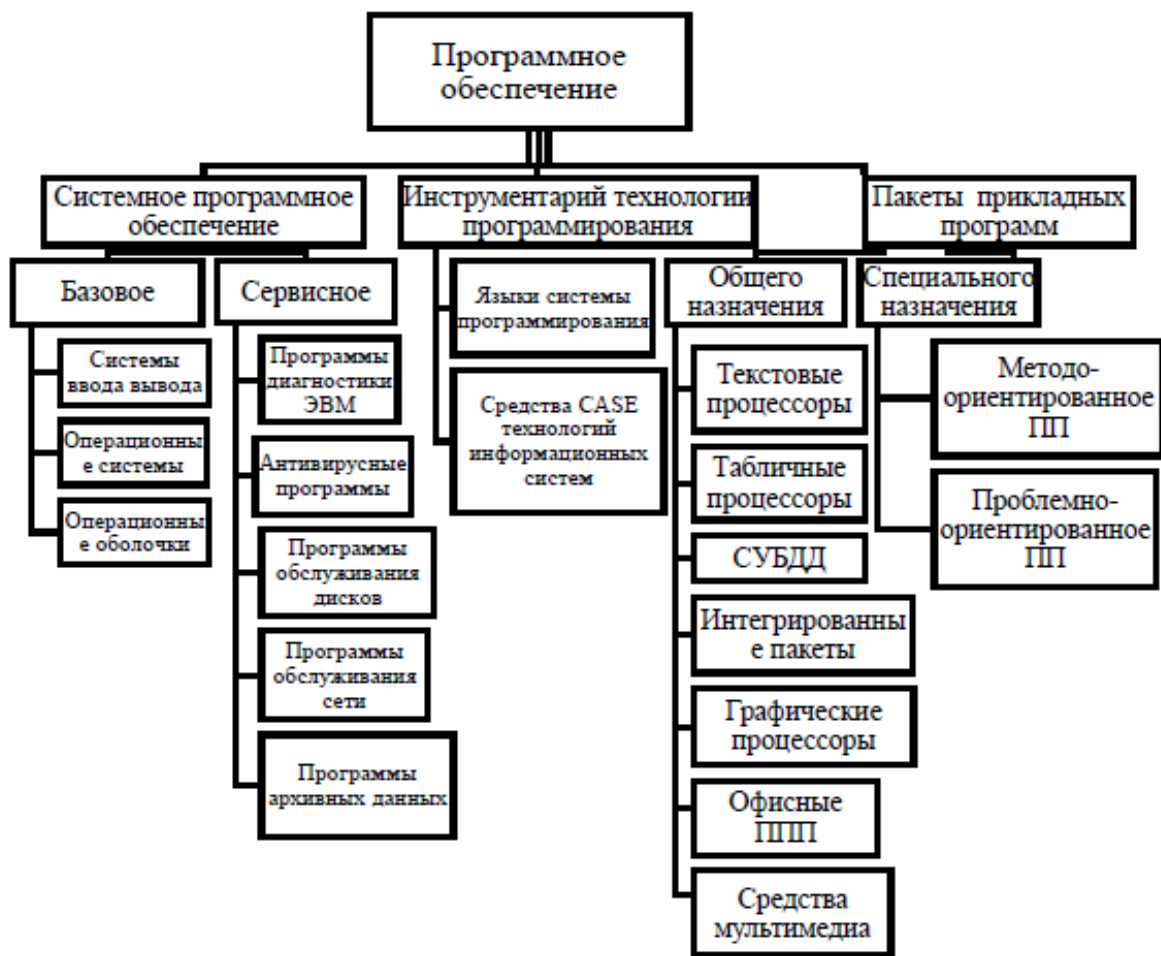 Программное
обеспечение
Системное программное
обеспечение
Инструментарий технологии
программирования
Пакеты прикладных
программ
Базовое
Системы
ввода вывода
Операционны
е системы
Операционны
е оболочки
Сервисное
Программы
диагностики
ЭВМ
Антивирусные
программы
Программы
обслуживания
дисков
Программы
обслуживания
сети
Программы
архивных данных
Языки системы
программирования
Средства CASE
технологий
информационных
систем
Общего
назначения
Текстовые
процессоры
Табличные
процессоры
СУБДД
Интегрированны
е пакеты
Графические
процессоры
Офисные
ППП
Средства
мультимедиа
Специального
назначения
Методо-
ориентированное
ПП
Проблемно-
ориентированное
ПП